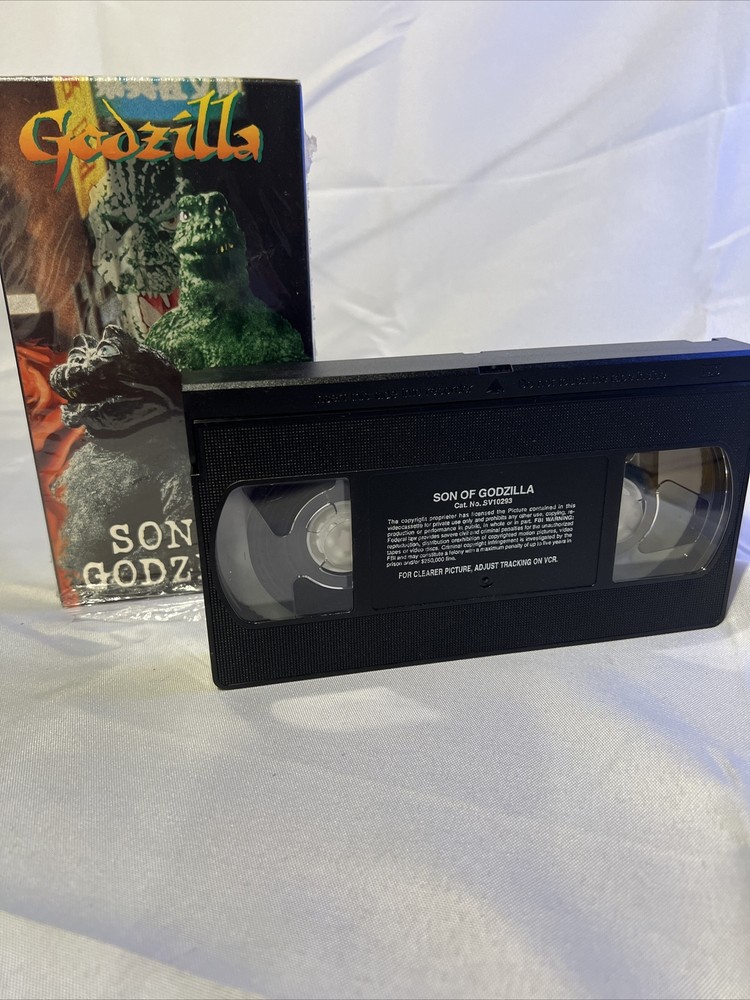 Godzilla
SON
GODZ
SON OF GODZILLA
Cat. No. SV10293
The copyright proprietor has licensed the Picture contained in this
videocassette for private use only and prohibits any other use, copying, re-
production or performance in public, in whole or in part. FBI WARNING:
Federal law provides severe civil and criminal penalties for the unauthorized
reproduction, distribution or exhibition of copyrighted motion pictures, video
tapes or video discs. Criminal copyright infringement is investigated by the
FBI and may constitute a felony with a maximum penalty of up to five years in
prison and/or $250,000 fine.
FOR CLEARER PICTURE, ADJUST TRACKING ON VCR.